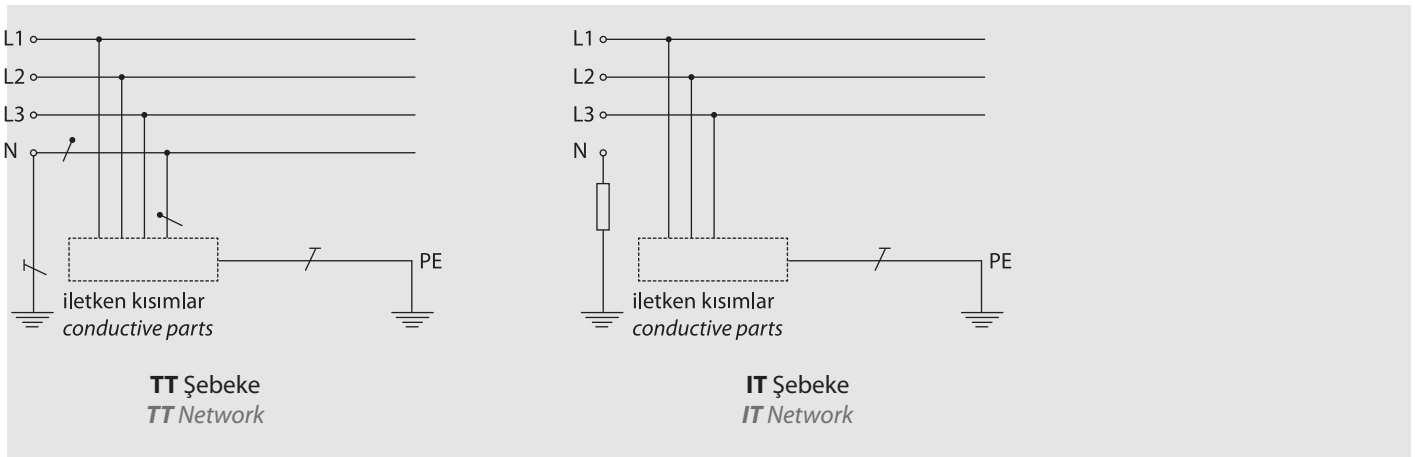 L1
L2
L3
N
PE
iletken kısımlar
conductive parts
TT Şebeke
TT Network
L1
L2
L3
N
PE
iletken kısımlar
conductive parts
IT Şebeke
IT Network